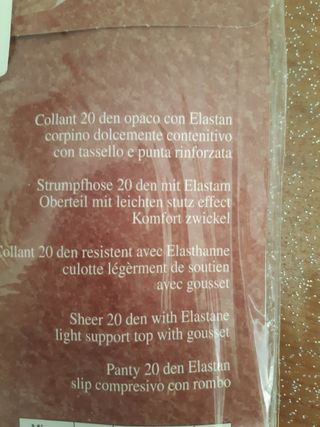 Collant 20 den opaco con Elastan
corpino dolcemente contenitivo
con tassello e punta rinforzata
Strumpfhose 20 den mit Elastam
Oberteil mit leichten stutz effect
Komfort zwickel
Collant 20 den resistent avec Elasthanne
culotte légèrment de soutien
avec gousset
Sheer 20 den with Elastane
light support top with gousset
Panty 20 den Elastan
slip compresivo con rombo